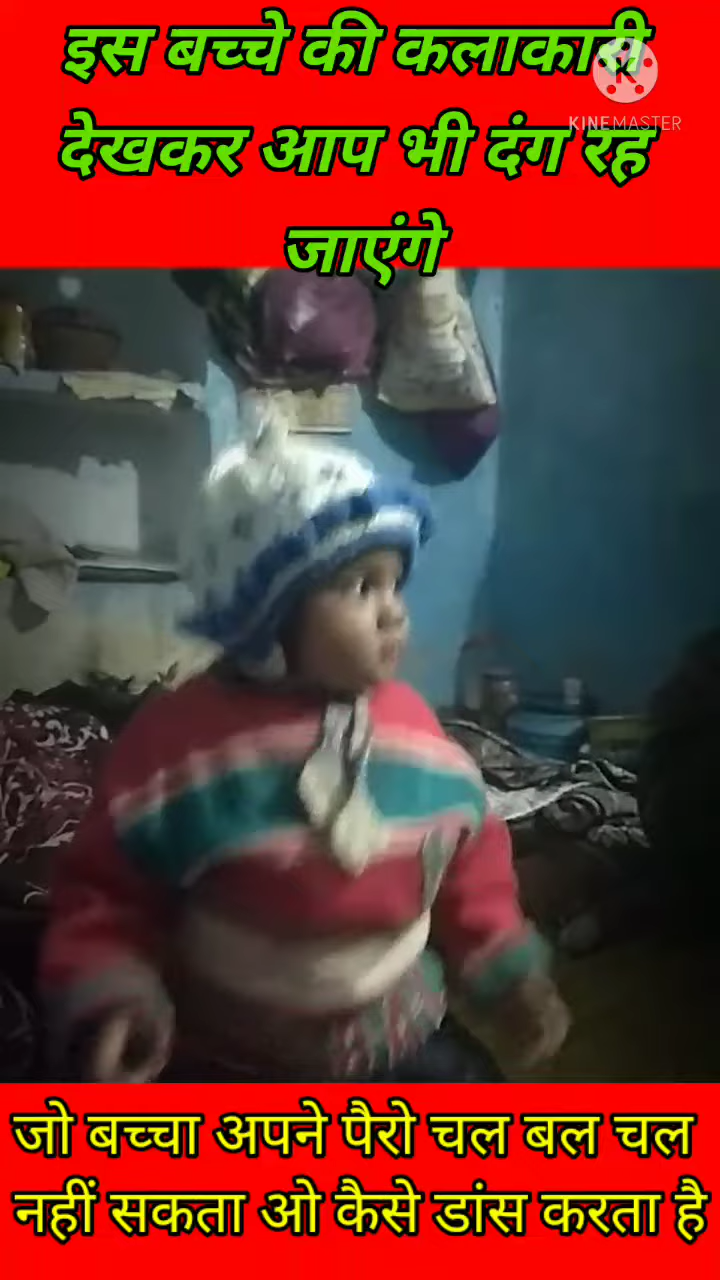 इस बच्चे की कलाकारी
KINEMASTER
देखकर आप भी दंग रह
जाएंगे
जो बच्चा अपने पैरो चल बल चल
नहीं सकता ओ कैसे डांस करता है